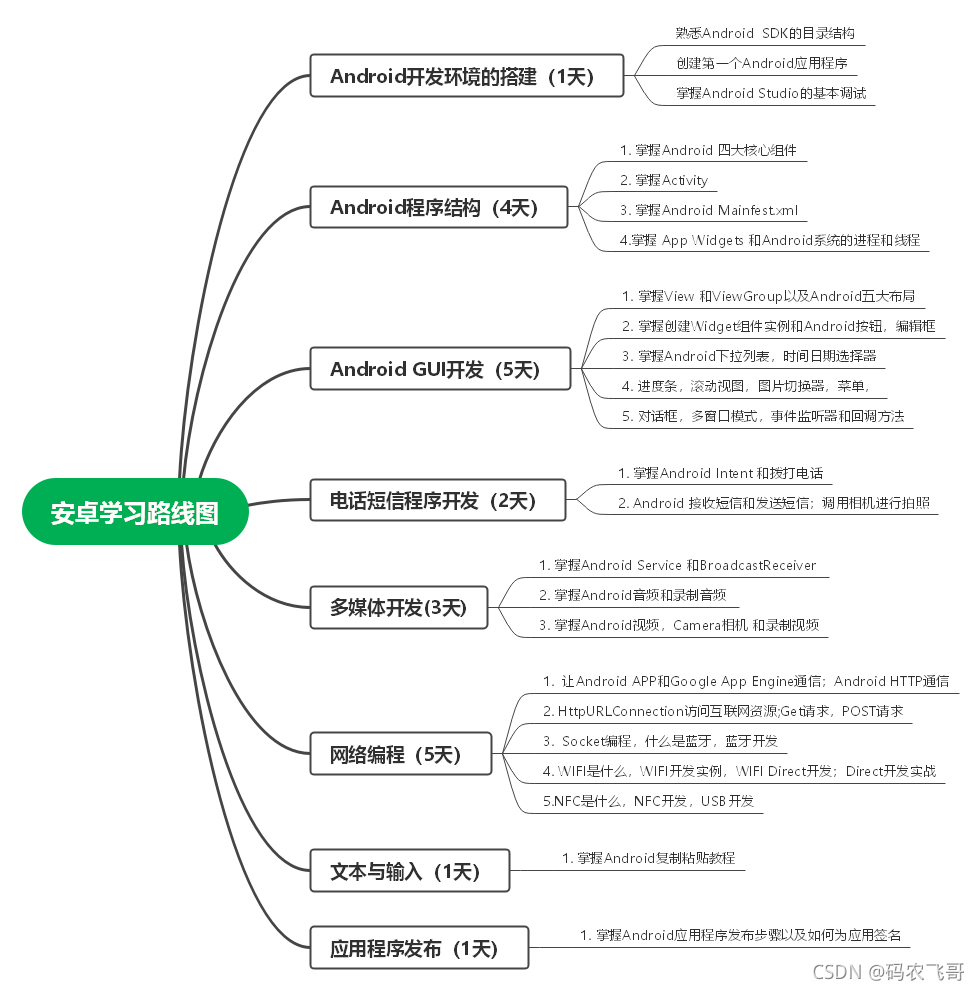 安卓学习路线图
Android开发环境的搭建（1天）
熟悉Android  SDK的目录结构
创建第一个Android应用程序
掌握Android Studio的基本调试
Android程序结构（4天）
1. 掌握Android 四大核心组件
2. 掌握Activity
3. 掌握Android Mainfest.xml
4.掌握 App Widgets 和Android系统的进程和线程
Android GUI开发（5天）
1. 掌握View 和ViewGroup以及Android五大布局
2. 掌握创建Widget组件实例和Android按钮，编辑框
3. 掌握Android下拉列表，时间日期选择器
4. 进度条，滚动视图，图片切换器，菜单，
5. 对话框，多窗口模式，事件监听器和回调方法
电话短信程序开发（2天）
1. 掌握Android Intent 和拨打电话
2. Android 接收短信和发送短信；调用相机进行拍照
多媒体开发(3天)
1. 掌握Android Service 和BroadcastReceiver
2. 掌握Android音频和录制音频
3. 掌握Android视频，Camera相机 和录制视频
网络编程（5天）
1.  让Android APP和Google App Engine通信；Android HTTP通信
2. HttpURLConnection访问互联网资源;Get请求，POST请求
3.  Socket编程，什么是蓝牙，蓝牙开发
4. WIFI是什么，WIFI开发实例，WIFI Direct开发；Direct开发实战
5.NFC是什么，NFC开发，USB开发
文本与输入（1天）
1. 掌握Android复制粘贴教程
应用程序发布（1天）
1. 掌握Android应用程序发布步骤以及如何为应用签名
CSDN @码农飞哥